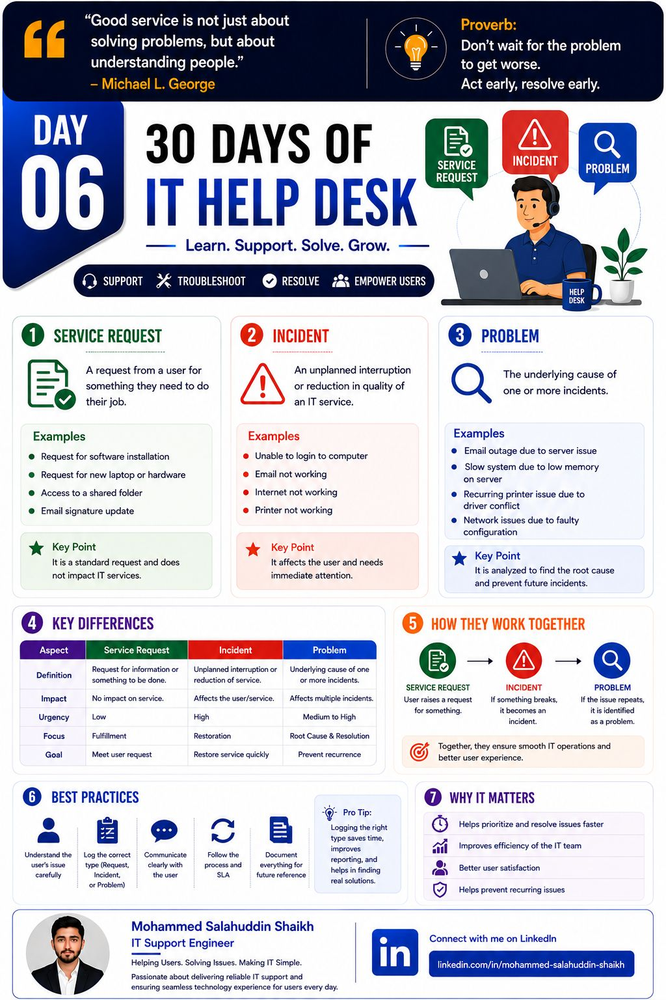 “Good service is not just about
solving problems, but about
understanding people.”
– Michael L. George
Proverb:
Don’t wait for the problem
to get worse.
Act early, resolve early.
DAY
06
30 DAYS OF
IT HELP DESK
Learn. Support. Solve. Grow.
SUPPORT
TROUBLESHOOT
RESOLVE
EMPOWER USERS
SERVICE
REQUEST
INCIDENT
PROBLEM
HELP
DESK
1 SERVICE REQUEST
A request from a user for
something they need to do
their job.
Examples
Request for software installation
Request for new laptop or hardware
Access to a shared folder
Email signature update
Key Point
It is a standard request and does
not impact IT services.
2 INCIDENT
An unplanned interruption
or reduction in quality of
an IT service.
Examples
Unable to login to computer
Email not working
Internet not working
Printer not working
Key Point
It affects the user and needs
immediate attention.
3 PROBLEM
The underlying cause of
one or more incidents.
Examples
Email outage due to server issue
Slow system due to low memory
on server
Recurring printer issue due to
driver conflict
Network issues due to faulty
configuration
Key Point
It is analyzed to find the root cause
and prevent future incidents.
4 KEY DIFFERENCES
Aspect Service Request Incident Problem
Definition
Request for information or
something to be done.
Unplanned interruption or
reduction of service.
Underlying cause of one
or more incidents.
Impact No impact on service. Affects the user/service. Affects multiple incidents.
Urgency Low High Medium to High
Focus Fulfillment Restoration Root Cause & Resolution
Goal Meet user request Restore service quickly Prevent recurrence
5 HOW THEY WORK TOGETHER
SERVICE REQUEST
User raises a request
for something.
INCIDENT
If something breaks,
it becomes an
incident.
PROBLEM
If the issue repeats,
it is identified
as a problem.
Together, they ensure smooth IT operations and
better user experience.
6 BEST PRACTICES
Understand the
user's issue
carefully
Log the correct
type (Request,
Incident,
or Problem)
Communicate
clearly with
the user
Follow the
process and
SLA
Document
everything for
future reference
Pro Tip:
Logging the right
type saves time,
improves
reporting, and
helps in finding
real solutions.
7 WHY IT MATTERS
Helps prioritize and resolve issues faster
Improves efficiency of the IT team
Better user satisfaction
Helps prevent recurring issues
Mohammed Salahuddin Shaikh
IT Support Engineer
Helping Users. Solving Issues. Making IT Simple.
Passionate about delivering reliable IT support and
ensuring seamless technology experience for users every day.
in
Connect with me on LinkedIn
linkedin.com/in/mohammed-salahuddin-shaikh